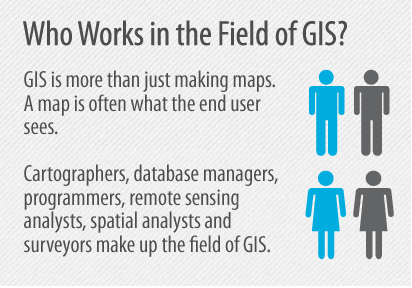 Who Works in the Field of GIS?
GIS is more than just making maps.
A map is often what the end user
sees.
Cartographers, database managers,
programmers, remote sensing
analysts, spatial analysts and
surveyors make up the field of GIS.